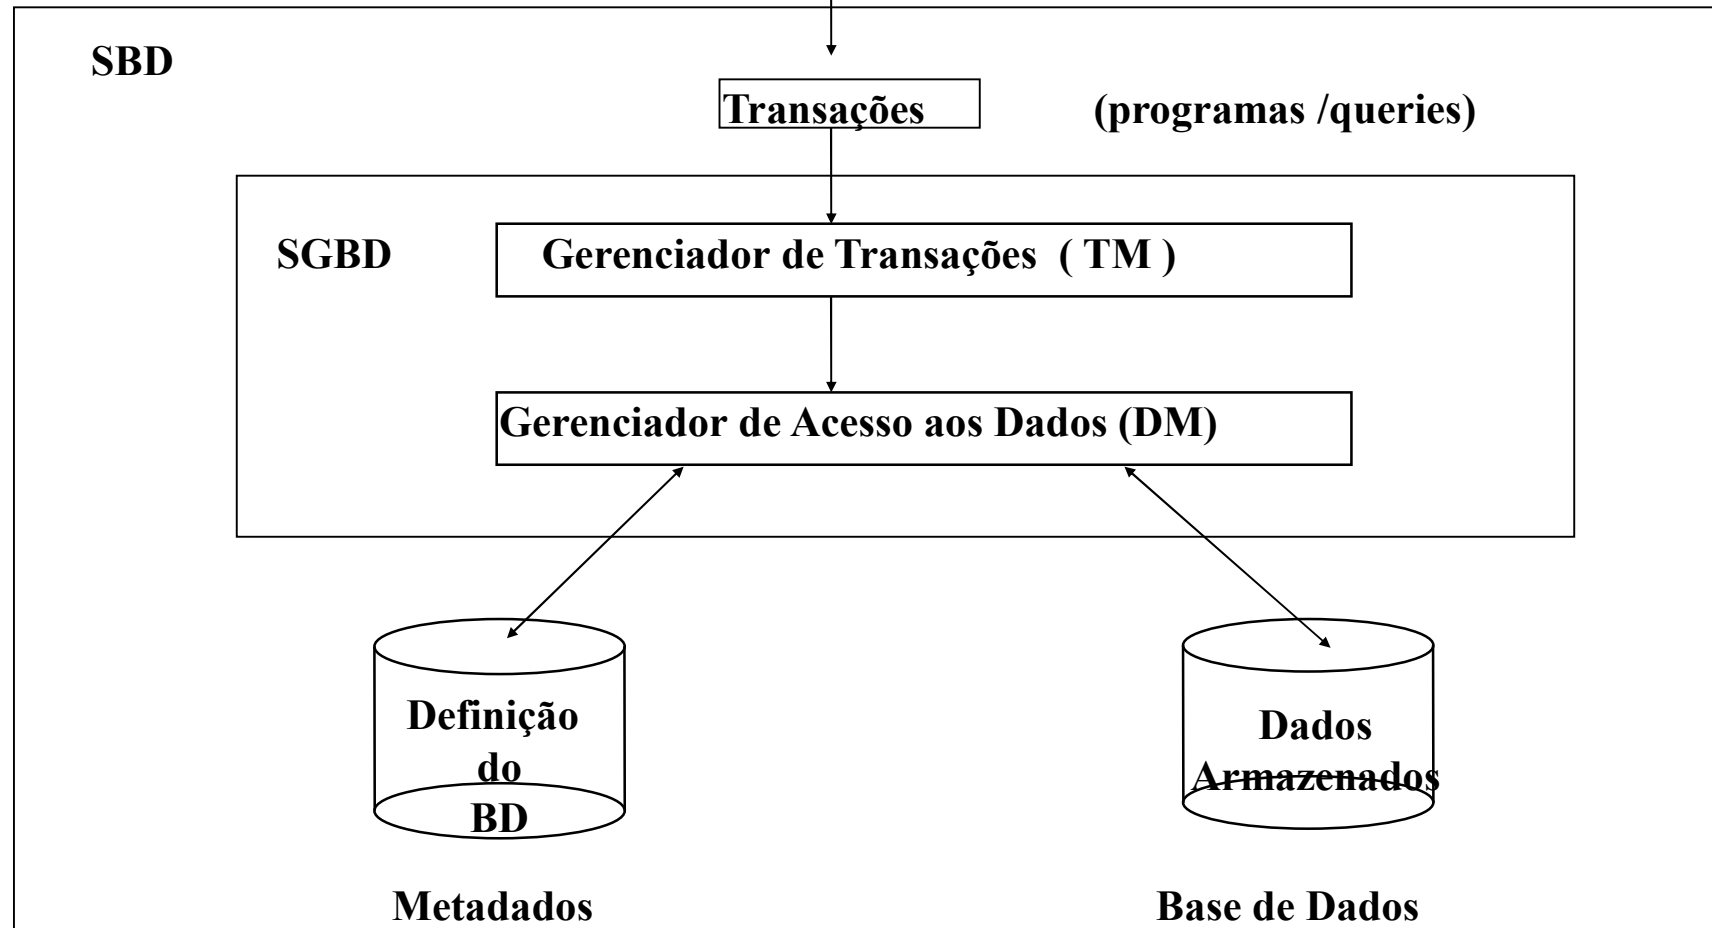 SBD
Transações (programas /queries)
SGBD Gerenciador de Transações ( TM )
Gerenciador de Acesso aos Dados (DM)
Definição
do
BD
Dados
Armazenados
Metadados
Base de Dados